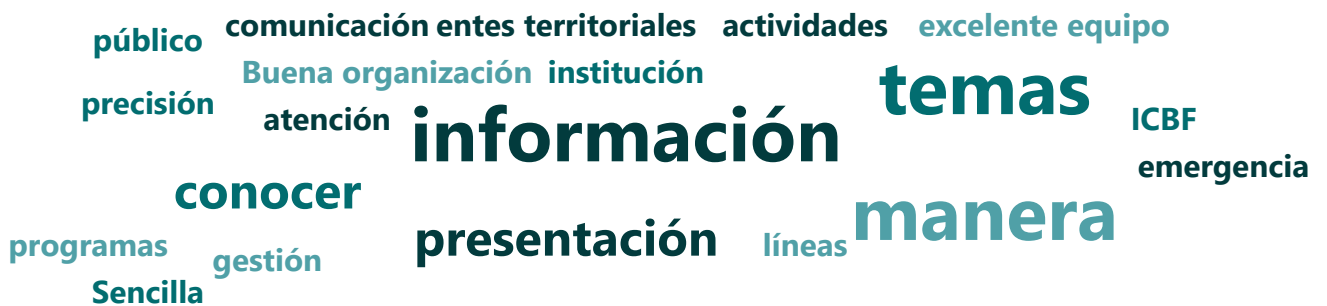 público
comunicación entes territoriales
actividades
excelente equipo
Buena organización
institución
temas
precisión
atención
información
ICBF
emergencia
conocer
manera
presentación
líneas
programas
gestión
Sencilla